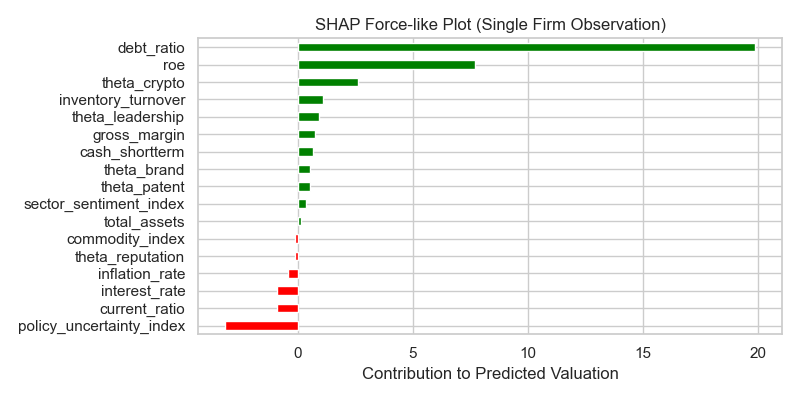 SHAP Force-like Plot (Single Firm Observation)
debt_ratio
roe
theta_crypto
inventory_turnover
theta_leadership
gross_margin
cash_shortterm
theta_brand
theta_patent
sector_sentiment_index
total_assets
commodity_index
theta_reputation
inflation_rate
interest_rate
current_ratio
policy_uncertainty_index
0 5 10 15 20
Contribution to Predicted Valuation